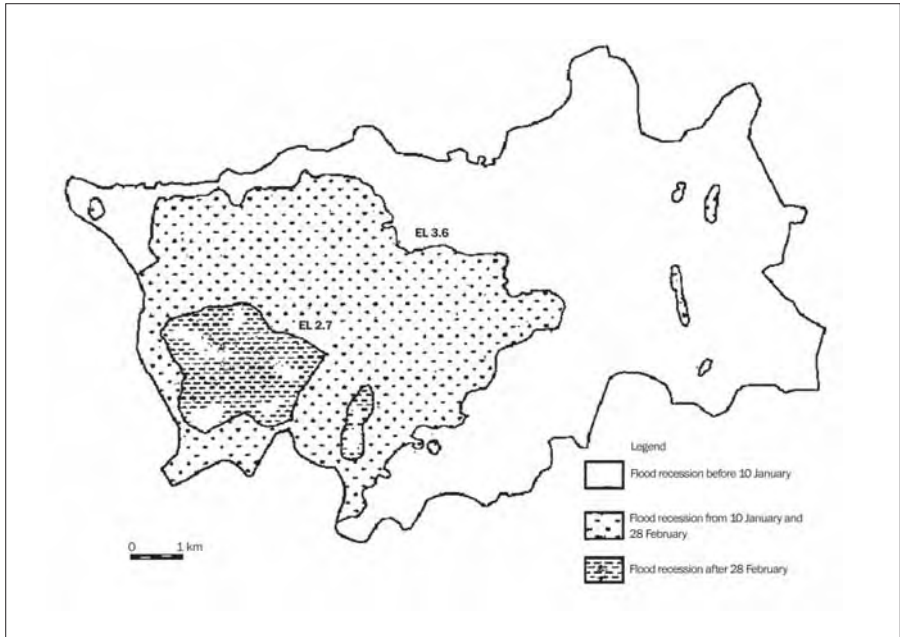 EL 3.6
EL 2.7
Legend
Flood recession before 10 January
Flood recession from 10 January and
28 February
Flood recession after 28 February
0 1 km